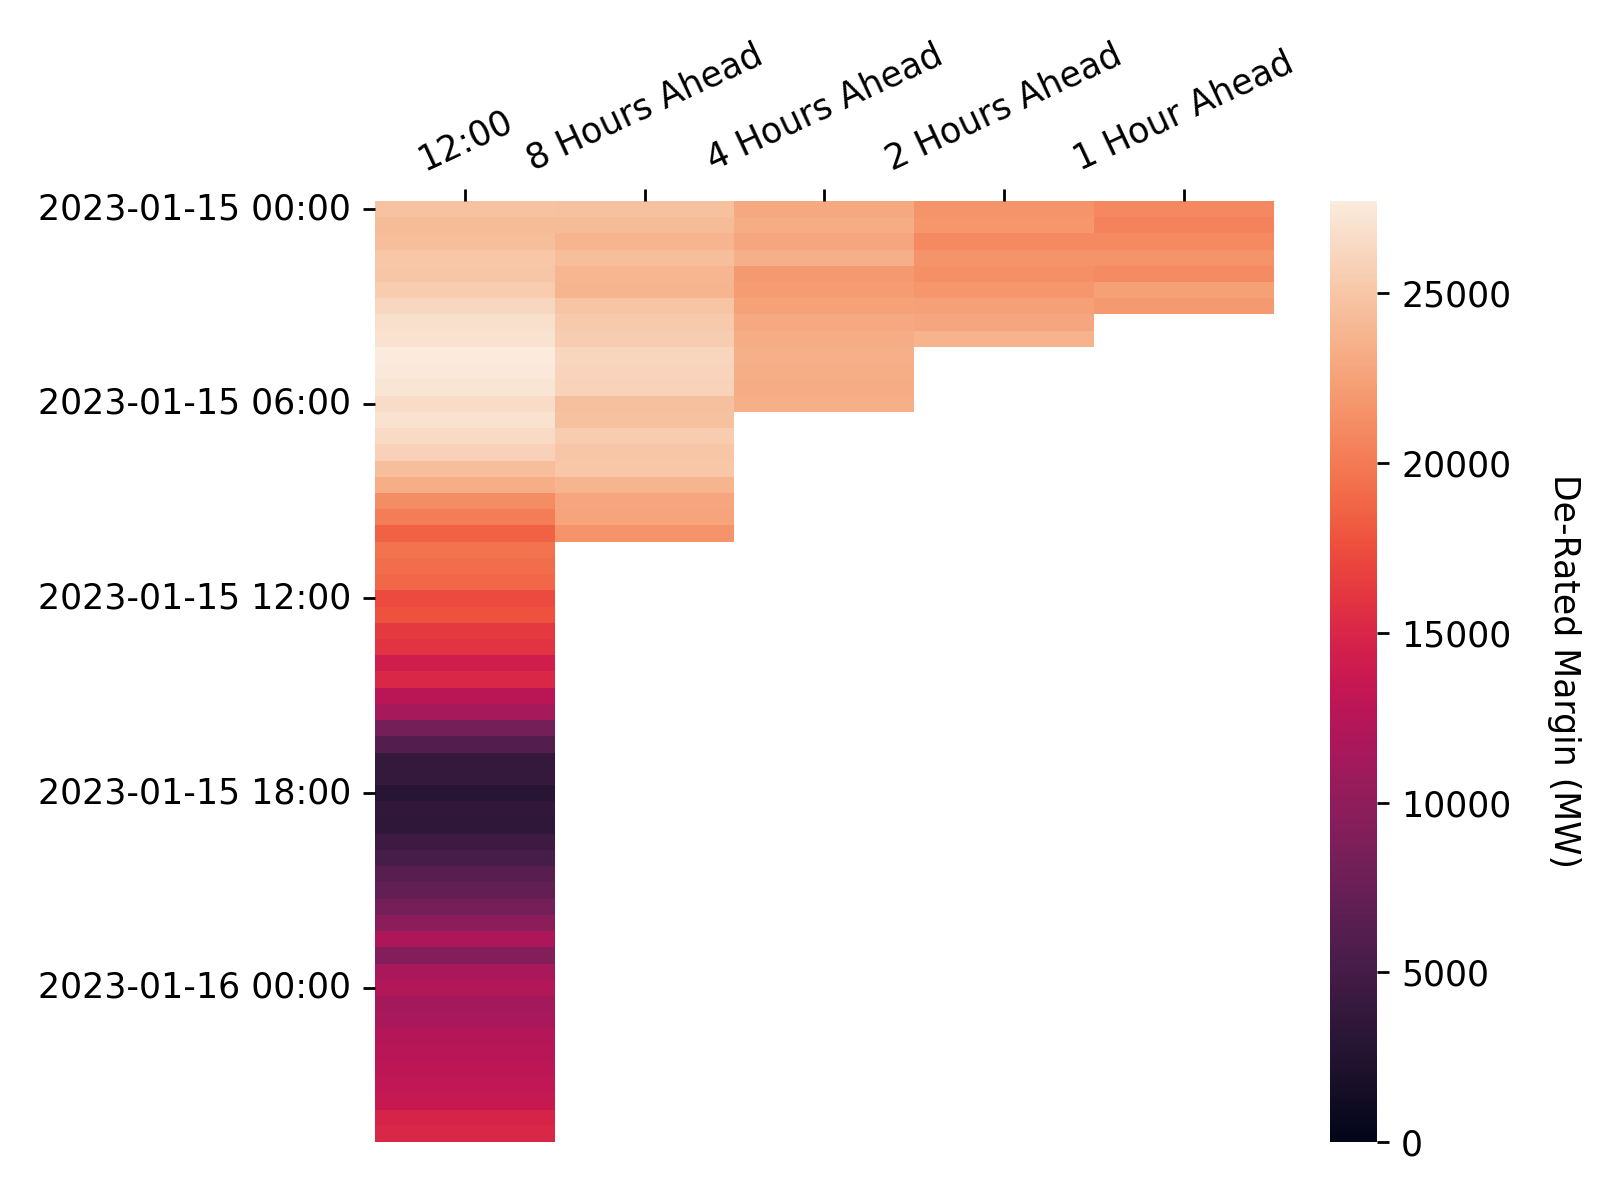 12:00
8 Hours Ahead
4 Hours Ahead
2 Hours Ahead
1 Hour Ahead
2023-01-15 00:00
2023-01-15 06:00
2023-01-15 12:00
2023-01-15 18:00
2023-01-16 00:00
25000
20000
15000
10000
5000
0
De-Rated Margin (MW)